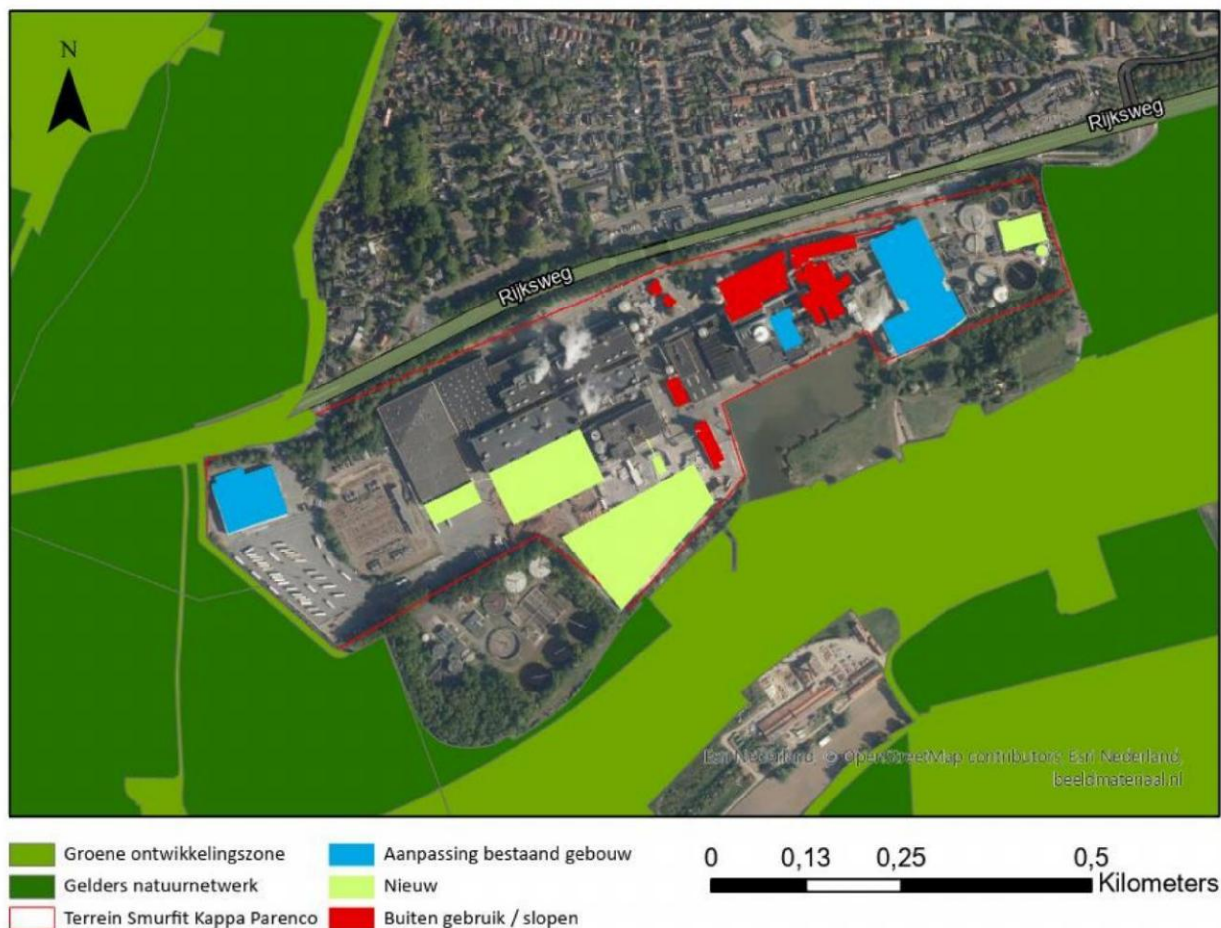 N
Rijksweg
Rijksweg
Esri Nederland, © OpenStreetMap contributors, Esri Nederland,
beeldmateriaal.nl
Groene ontwikkelingszone
Gelders natuurnetwerk
Terrein Smurfit Kappa Parenco
Aanpassing bestaand gebouw
Nieuw
Buiten gebruik / slopen
0 0,13 0,25 0,5
Kilometers